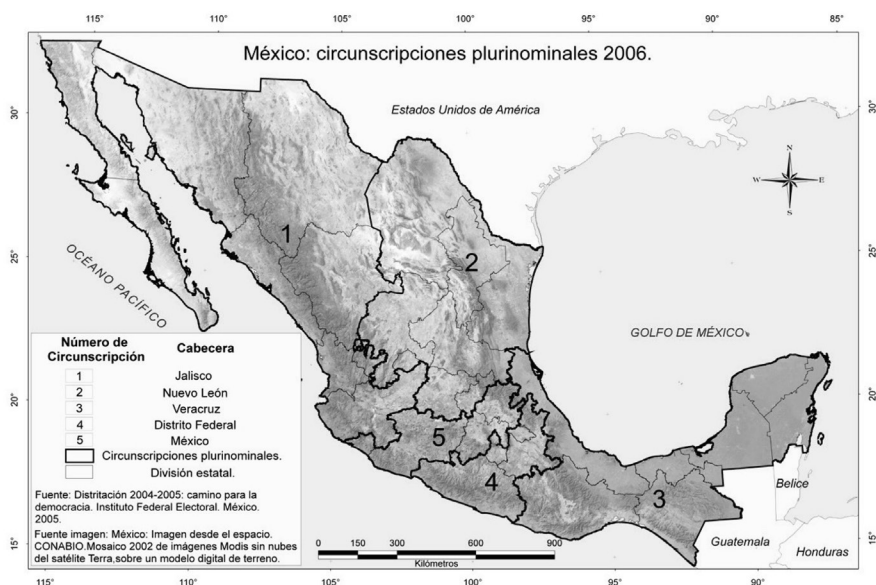 115° 110° 105° 100° 95° 90° 85°
México: circunscripciones plurinominales 2006.
Estados Unidos de América
30° 30°
N
W E
S
1
25° 2 25°
OCÉANO PACÍFICO
GOLFO DE MÉXICO
Número de Circunscripción Cabecera
1 Jalisco
2 Nuevo León
3 Veracruz
4 Distrito Federal
5 México
Circunscripciones plurinominales.
División estatal.
Fuente: Distritación 2004-2005: camino para la
democracia. Instituto Federal Electoral. México.
2005.
Fuente imagen: México: Imagen desde el espacio.
CONABIO.Mosaico 2002 de imágenes Modis sin nubes
del satélite Terra,sobre un modelo digital de terreno.
20° 20°
5
4
3
Belice
Guatemala
Honduras
0 150 300 600 900
Kilómetros
15° 15°
110° 105° 100° 95° 90°